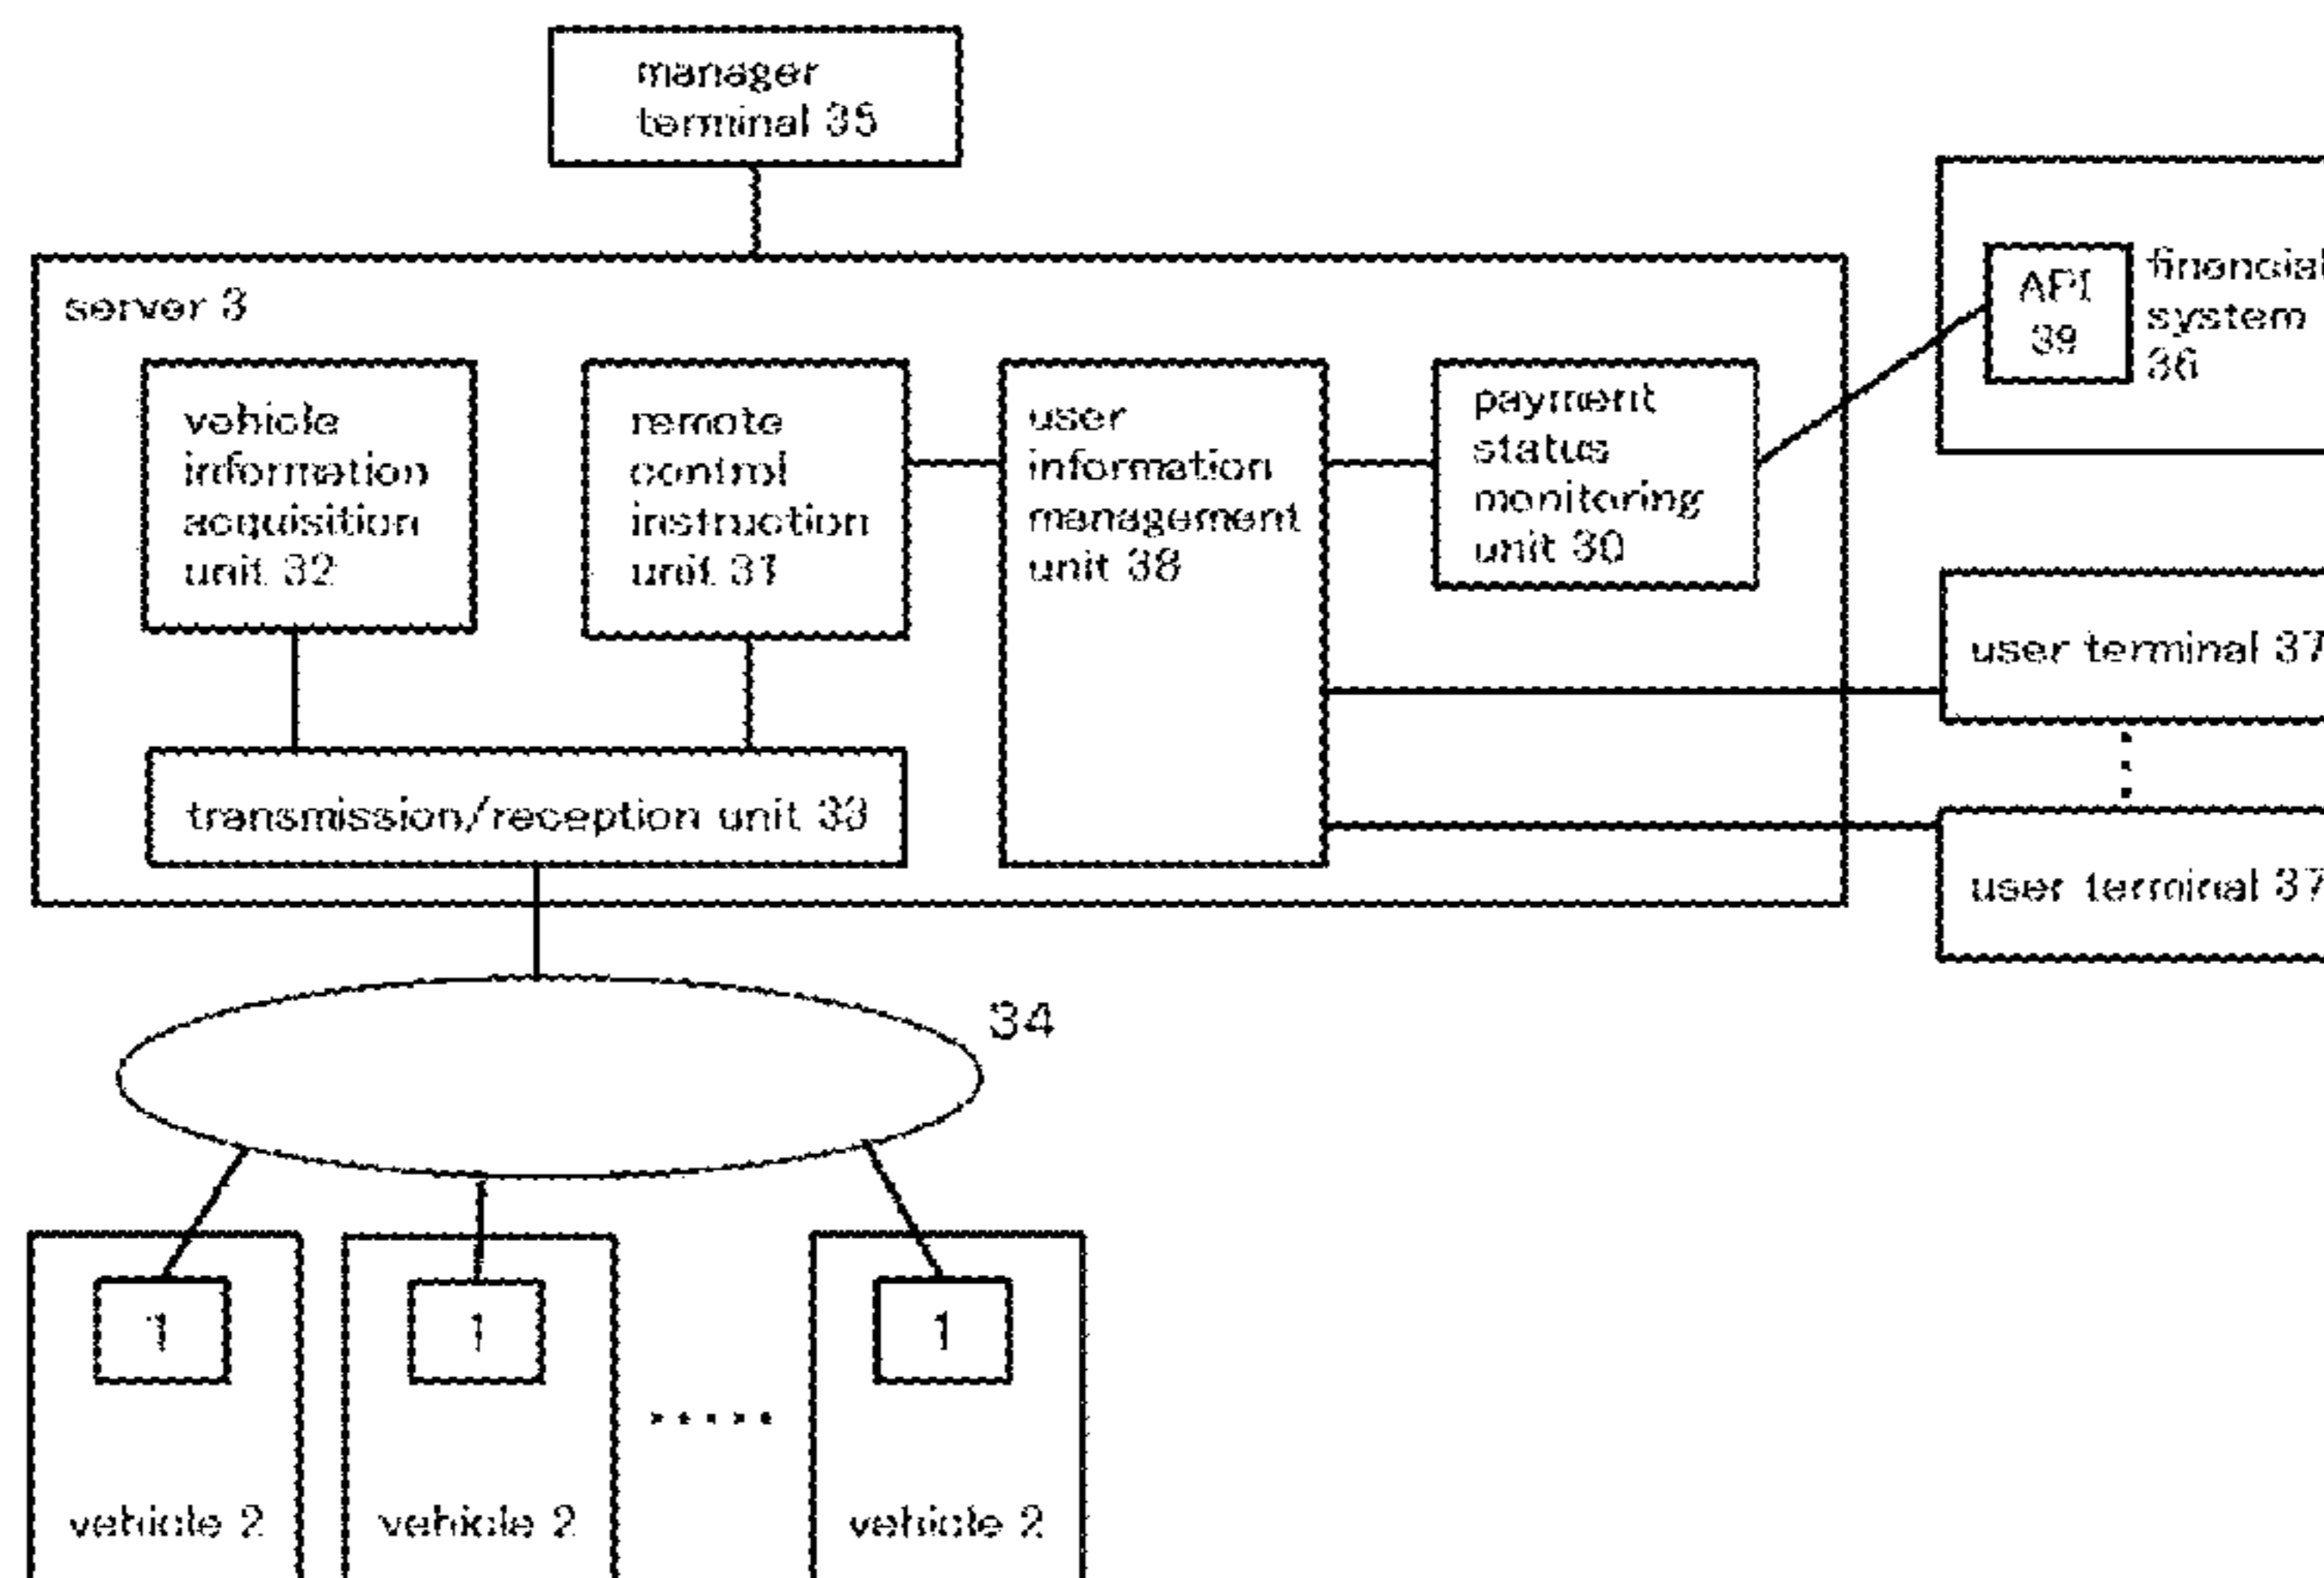 manager
terminal 35
server 3
vehicle
information
acquisition
unit 32
remote
control
instruction
unit 31
user
information
management
unit 38
payment
status
monitoring
unit 30
API
39
financial
system
36
user terminal 37
user terminal 37
transmission/reception unit 33
34
1
1
1
vehicle 2
vehicle 2
vehicle 2